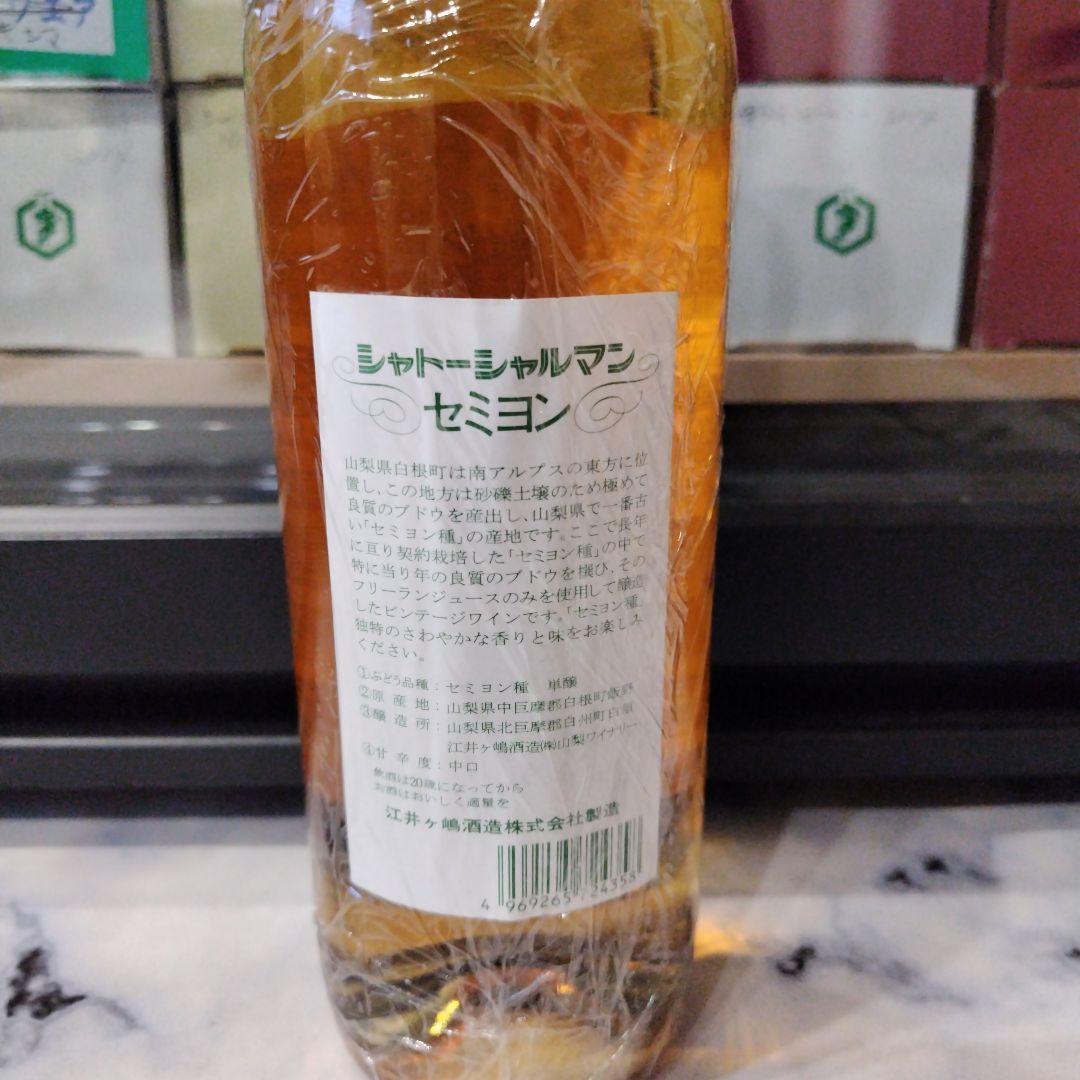 シャトーシャルマン
セミヨン
山梨県白根町は南アルプスの東方に位
置し、この地方は砂礫土壌のため極めて
良質のブドウを産出し、山梨県で一番古
い「セミヨン種」の産地です。ここで長年
に亘り契約栽培した「セミヨン種」の中で
特に当り年の良質のブドウを撰び、その
フリーランジュースのみを使用して醸造
したビンテージワインです。「セミヨン種」
独特のさわやかな香りと味をお楽しみ
ください。
①ぶどう品種：セミヨン種 単醸
②原産地：山梨県中巨摩郡白根町飯野
③醸造所：山梨県北巨摩郡白州町白須
江井ヶ嶋酒造㈱山梨ワイナリー
④甘辛度：中口
飲酒は20歳になってから
お酒はおいしく適量を
江井ヶ嶋酒造株式会社製造
4 969265 724358